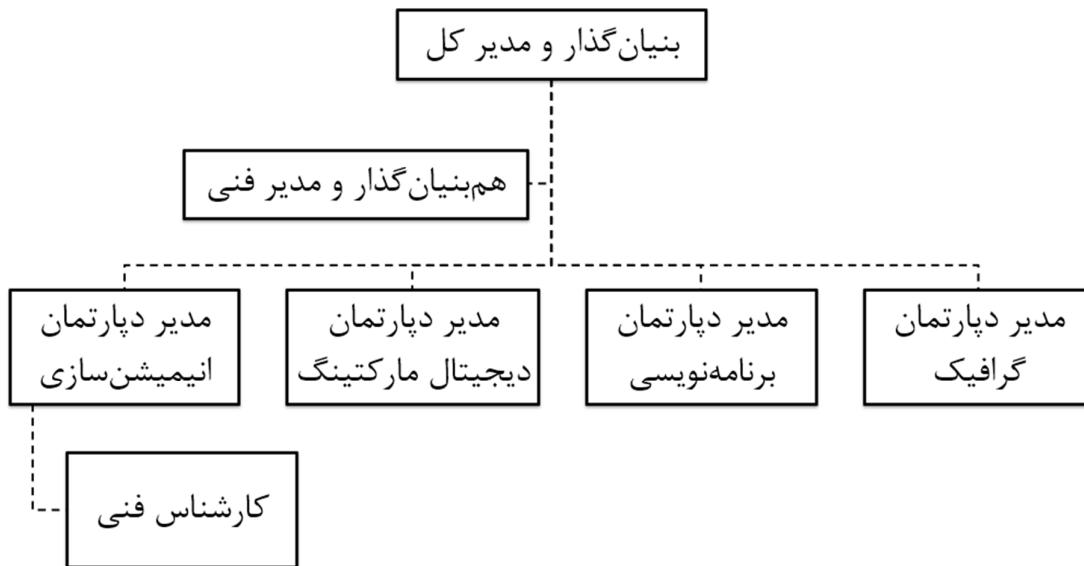 بنیان‌گذار و مدیر کل
هم‌بنیان‌گذار و مدیر فنی
مدیر دپارتمان
گرافیک
مدیر دپارتمان
برنامه‌نویسی
مدیر دپارتمان
دیجیتال مارکتینگ
مدیر دپارتمان
انیمیشن‌سازی
کارشناس فنی